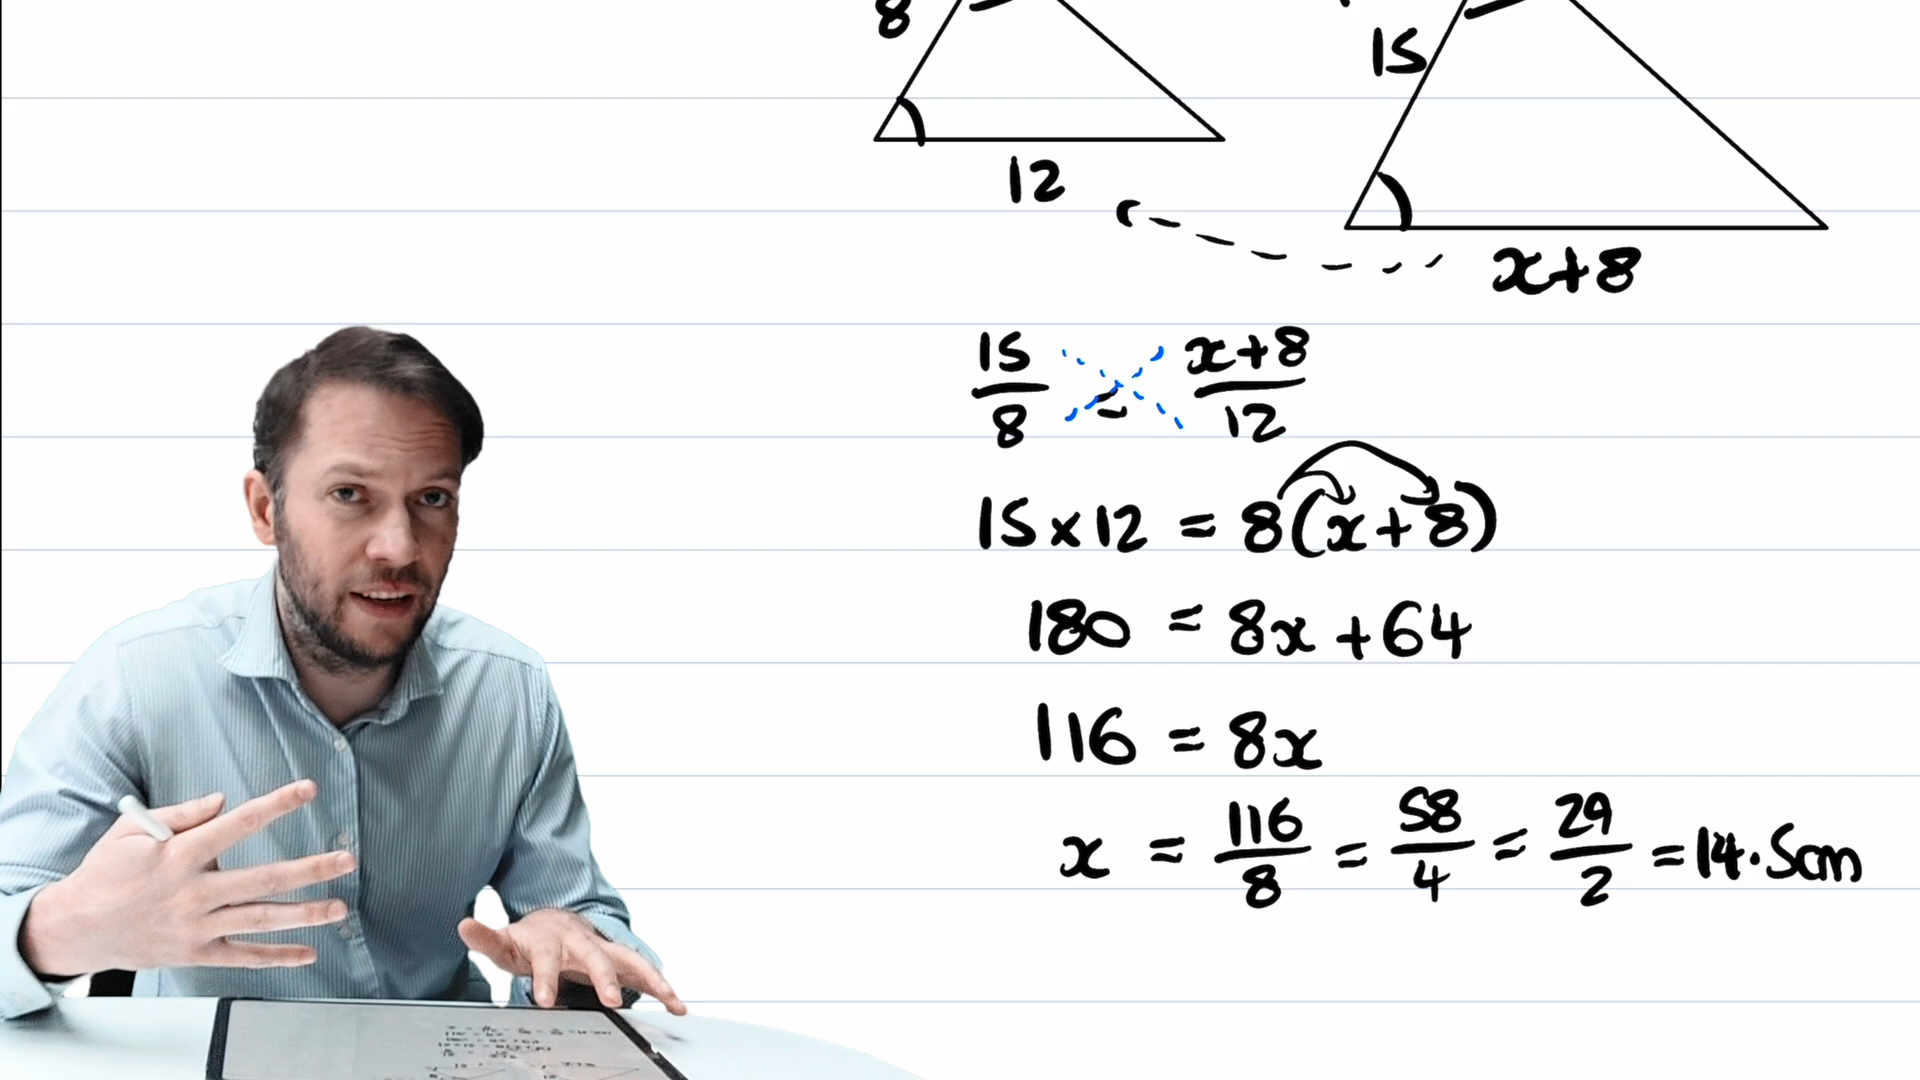 8
15
12
x+8
15/8 = x+8/12
15 × 12 = 8(x+8)
180 = 8x + 64
116 = 8x
x = 116/8 = 58/4 = 29/2 = 14.5cm